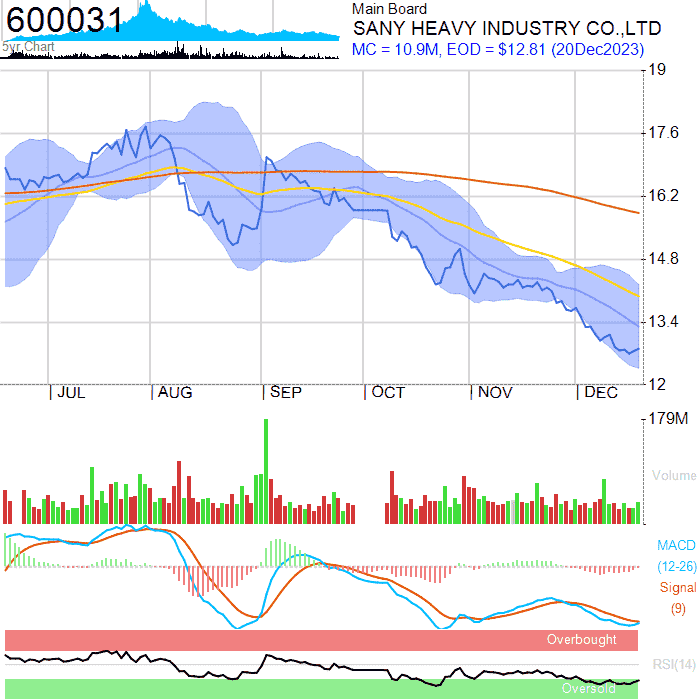 600031
5yr Chart
Main Board
SANY HEAVY INDUSTRY CO.,LTD
MC = 10.9M, EOD = $12.81 (20Dec2023)
19
17.6
16.2
14.8
13.4
12
JUL AUG SEP OCT NOV DEC
179M
Volume
MACD
(12-26)
Signal
(9)
Overbought
RSI(14)
Oversold